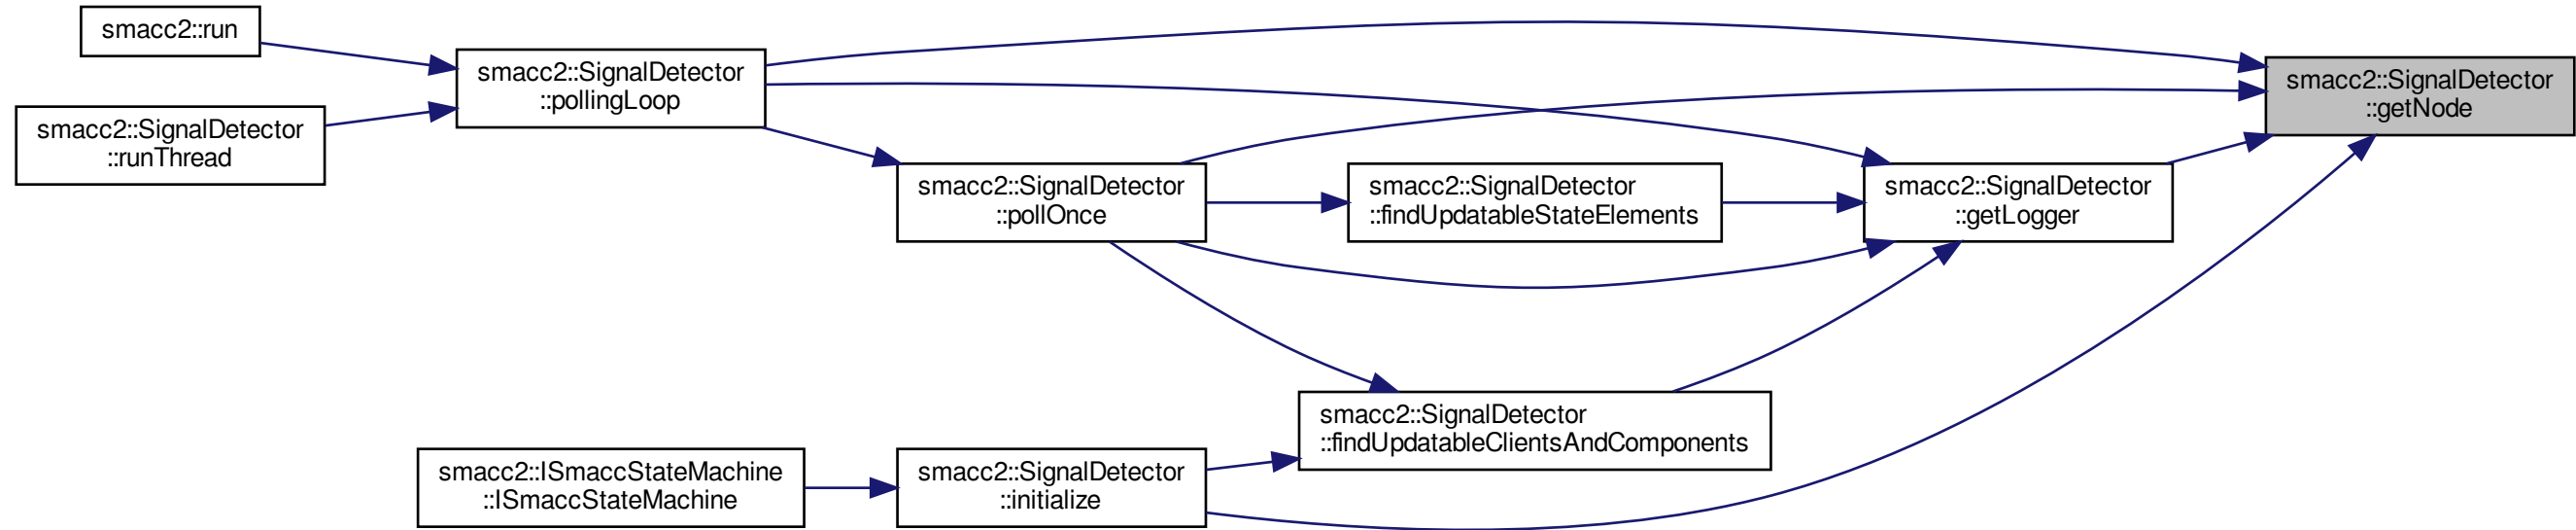 smacc2::run
smacc2::SignalDetector
::runThread
smacc2::SignalDetector
::pollingLoop
smacc2::SignalDetector
::pollOnce
smacc2::SignalDetector
::findUpdatableStateElements
smacc2::SignalDetector
::getLogger
smacc2::SignalDetector
::getNode
smacc2::SignalDetector
::findUpdatableClientsAndComponents
smacc2::ISmaccStateMachine
::ISmaccStateMachine
smacc2::SignalDetector
::initialize